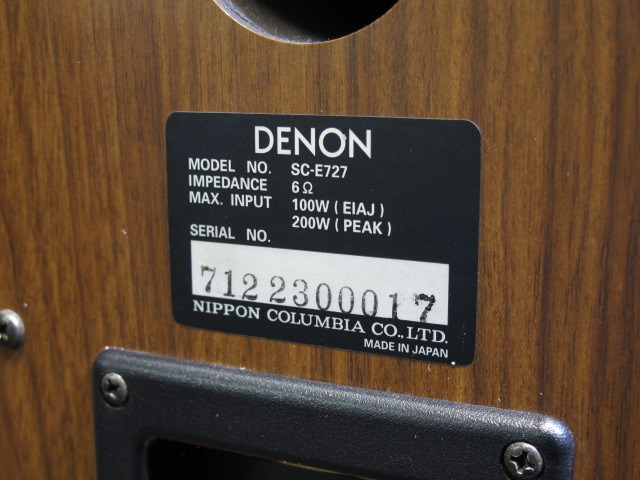 DENON
MODEL NO. SC-E727
IMPEDANCE 6Ω
MAX. INPUT 100W ( EIAJ )
200W ( PEAK )
SERIAL NO.
7122300017
NIPPON COLUMBIA CO., LTD.
MADE IN JAPAN